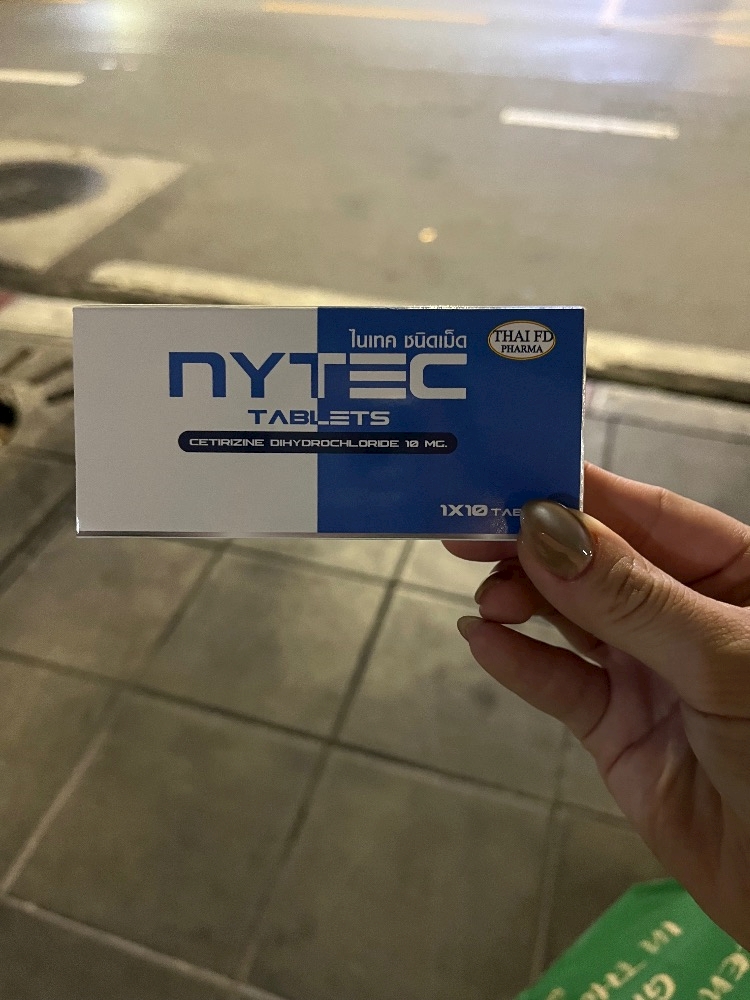 ไนเทค ชนิดเม็ด
THAI FD
PHARMA
NYTEC
TABLETS
CETIRIZINE DIHYDROCHLORIDE 10 MG.
1X10